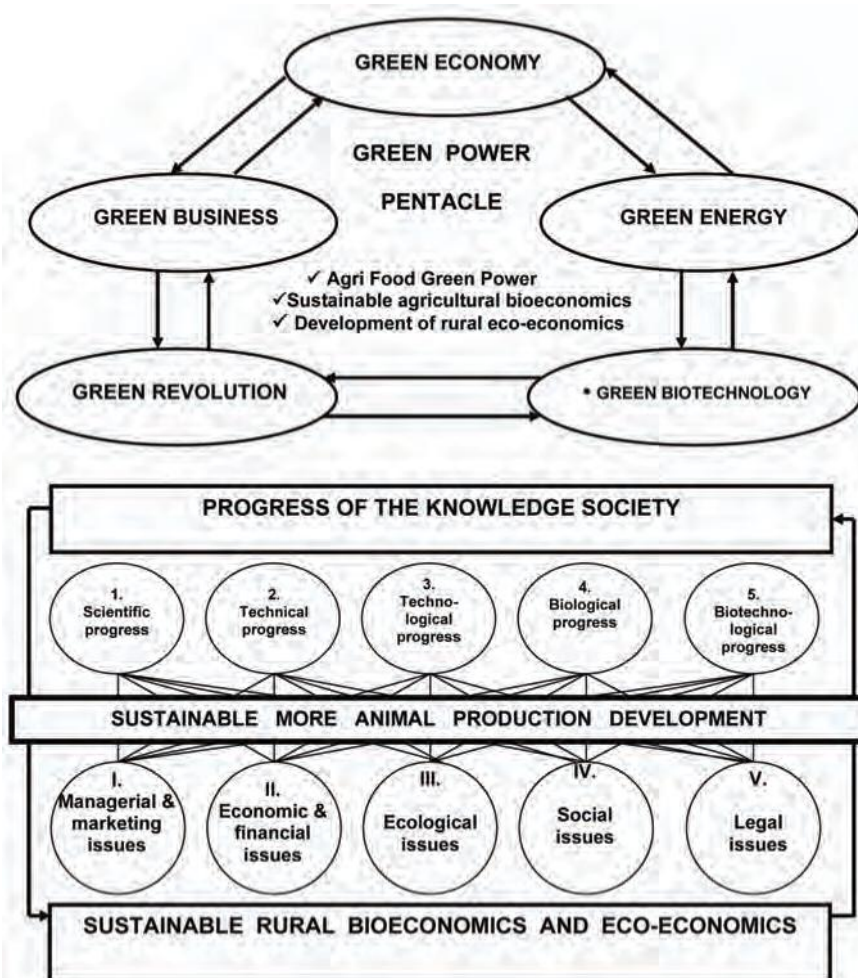 GREEN ECONOMY
GREEN POWER
PENTACLE
GREEN BUSINESS
GREEN ENERGY
✓ Agri Food Green Power
✓Sustainable agricultural bioeconomics
✓ Development of rural eco-economics
GREEN REVOLUTION
• GREEN BIOTECHNOLOGY
PROGRESS OF THE KNOWLEDGE SOCIETY
1.
Scientific
progress
2.
Technical
progress
3.
Techno-
logical
progress
4.
Biological
progress
5.
Biotechno-
logical
progress
SUSTAINABLE MORE ANIMAL PRODUCTION DEVELOPMENT
I.
Managerial &
marketing
issues
II.
Economic &
financial
issues
III.
Ecological
issues
IV.
Social
issues
V.
Legal
issues
SUSTAINABLE RURAL BIOECONOMICS AND ECO-ECONOMICS